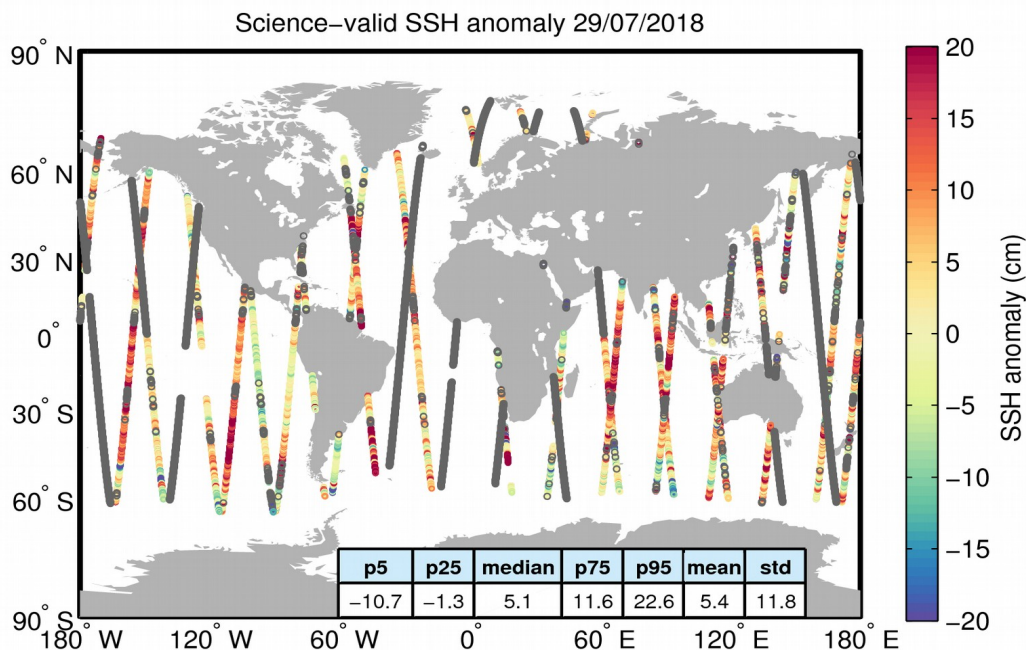 Science−valid SSH anomaly 29/07/2018
90° N
60° N
30° N
0°
30° S
60° S
90° S
180° W
120° W
60° W
0°
60° E
120° E
180° E
p5 p25 median p75 p95 mean std
−10.7 −1.3 5.1 11.6 22.6 5.4 11.8
20
15
10
5
0
−5
−10
−15
−20
SSH anomaly (cm)